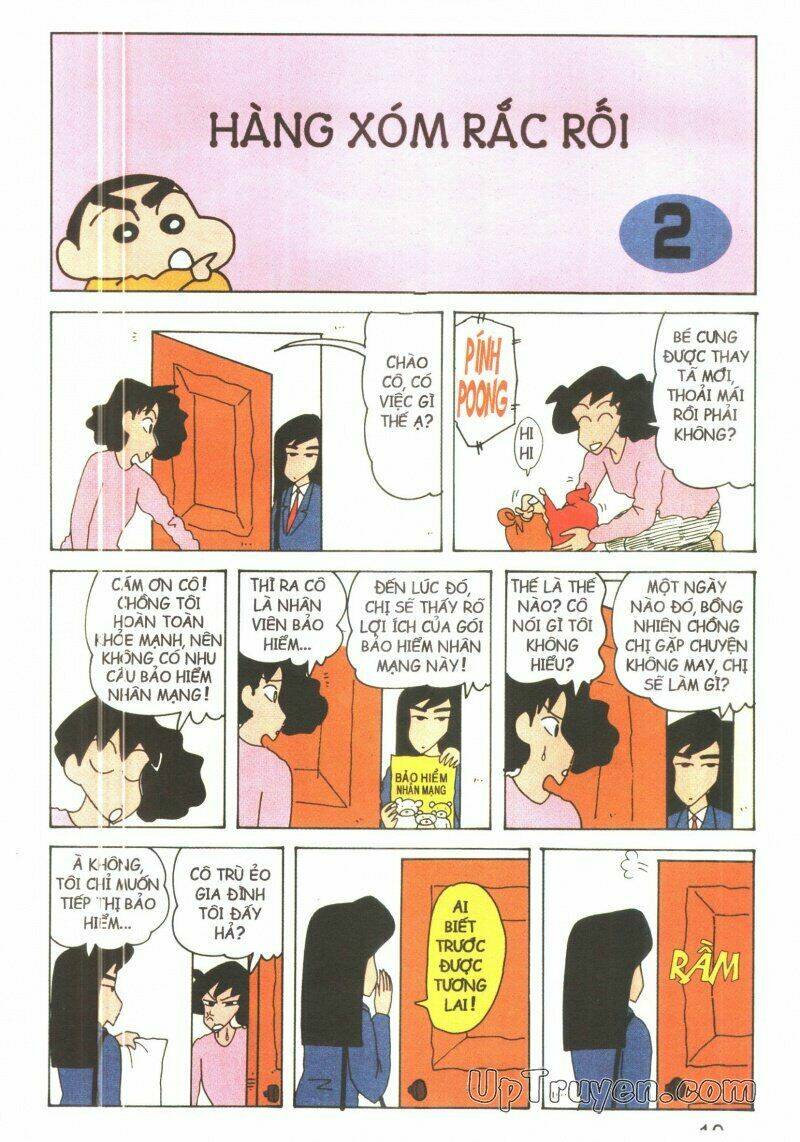 HÀNG XÓM RẮC RỐI
2
BÉ CƯNG
ĐƯỢC THAY
TÃ MỚI,
THOẢI MÁI
RỒI PHẢI
KHÔNG?
HI
HI
PÍNH
POONG
CHÀO
CÔ, CÓ
VIỆC GÌ
THẾ Ạ?
MỘT NGÀY
NÀO ĐÓ, BỖNG
NHIÊN CHỒNG
CHỊ GẶP CHUYỆN
KHÔNG MAY, CHỊ
SẼ LÀM GÌ?
THẾ LÀ THẾ
NÀO? CÔ
NÓI GÌ TÔI
KHÔNG
HIỂU?
ĐẾN LÚC ĐÓ,
CHỊ SẼ THẤY RÕ
LỢI ÍCH CỦA GÓI
BẢO HIỂM NHÂN
MẠNG NÀY!
BẢO HIỂM
NHÂN MẠNG
THÌ RA CÔ
LÀ NHÂN
VIÊN BẢO
HIỂM...
CÁM ƠN CÔ!
CHỒNG TÔI
HOÀN TOÀN
KHỎE MẠNH, NÊN
KHÔNG CÓ NHU
CẦU BẢO HIỂM
NHÂN MẠNG!
RẦM
AI
BIẾT
TRƯỚC
ĐƯỢC
TƯƠNG
LAI!
CÔ TRÙ ẺO
GIA ĐÌNH
TÔI ĐẤY
HẢ?
À KHÔNG,
TÔI CHỈ MUỐN
TIẾP THỊ BẢO
HIỂM...
UpTruyen.com